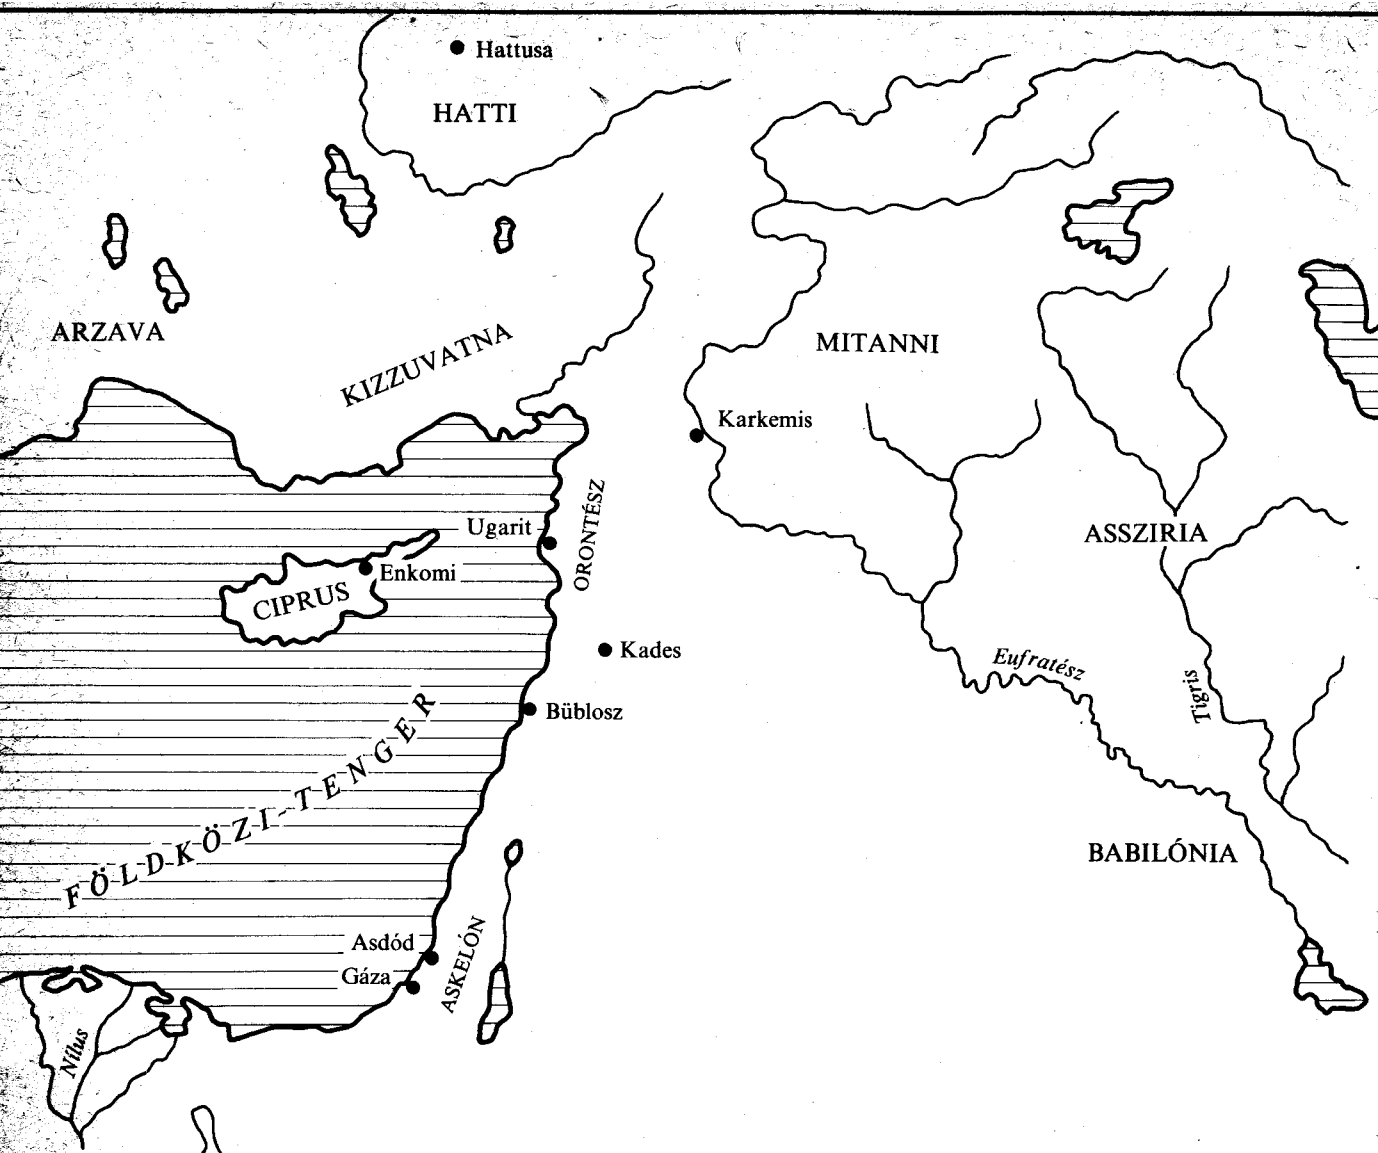 Hattusa
HATTI
ARZAVA
KIZZUVATNA
MITANNI
Karkemis
Ugarit
ORONTÉSZ
ASSZIRIA
Enkomi
CIPRUS
Kades
Eufratész
Tigris
Büblosz
FÖLDKÖZI-TENGER
BABILÓNIA
Asdód
Gáza
ASKELÓN
Nílus